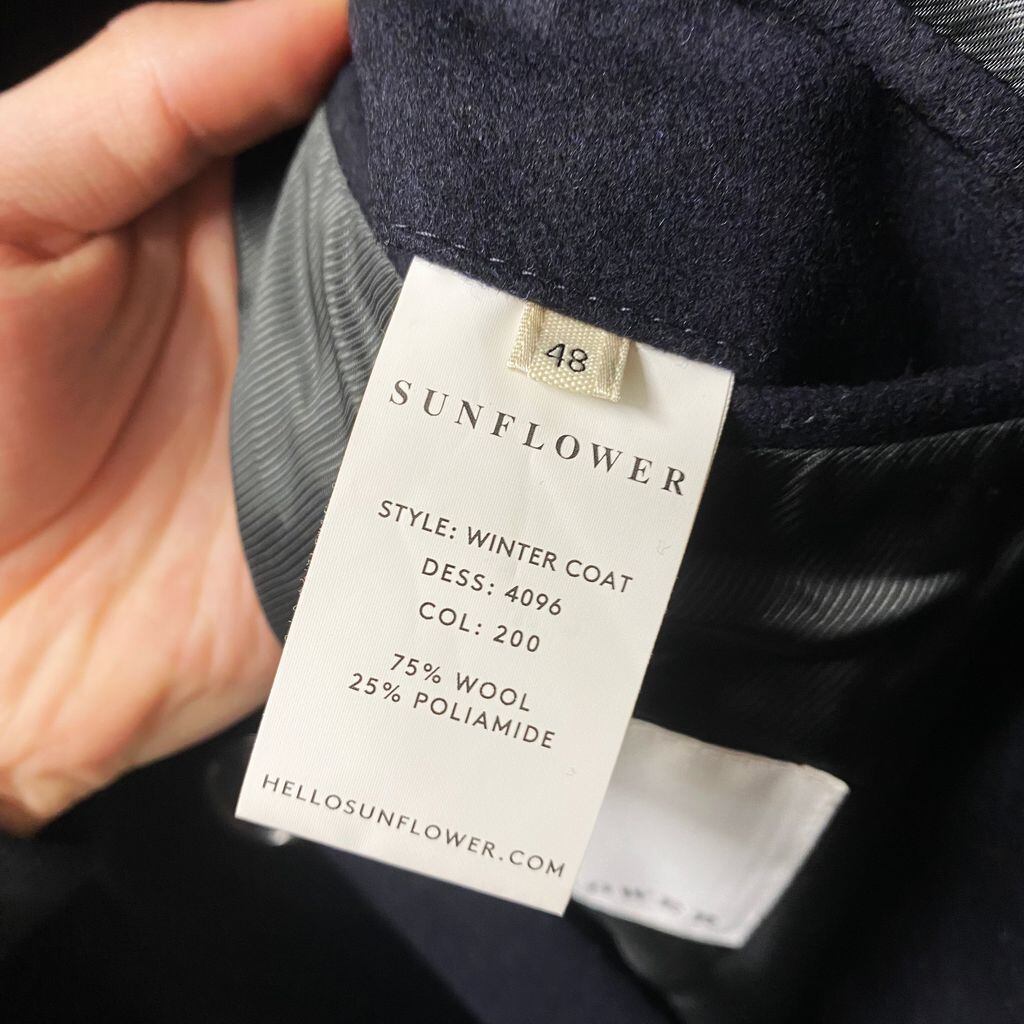 48
SUNFLOWER
STYLE: WINTER COAT
DESS: 4096
COL: 200
75% WOOL
25% POLIAMIDE
HELLOSUNFLOWER.COM